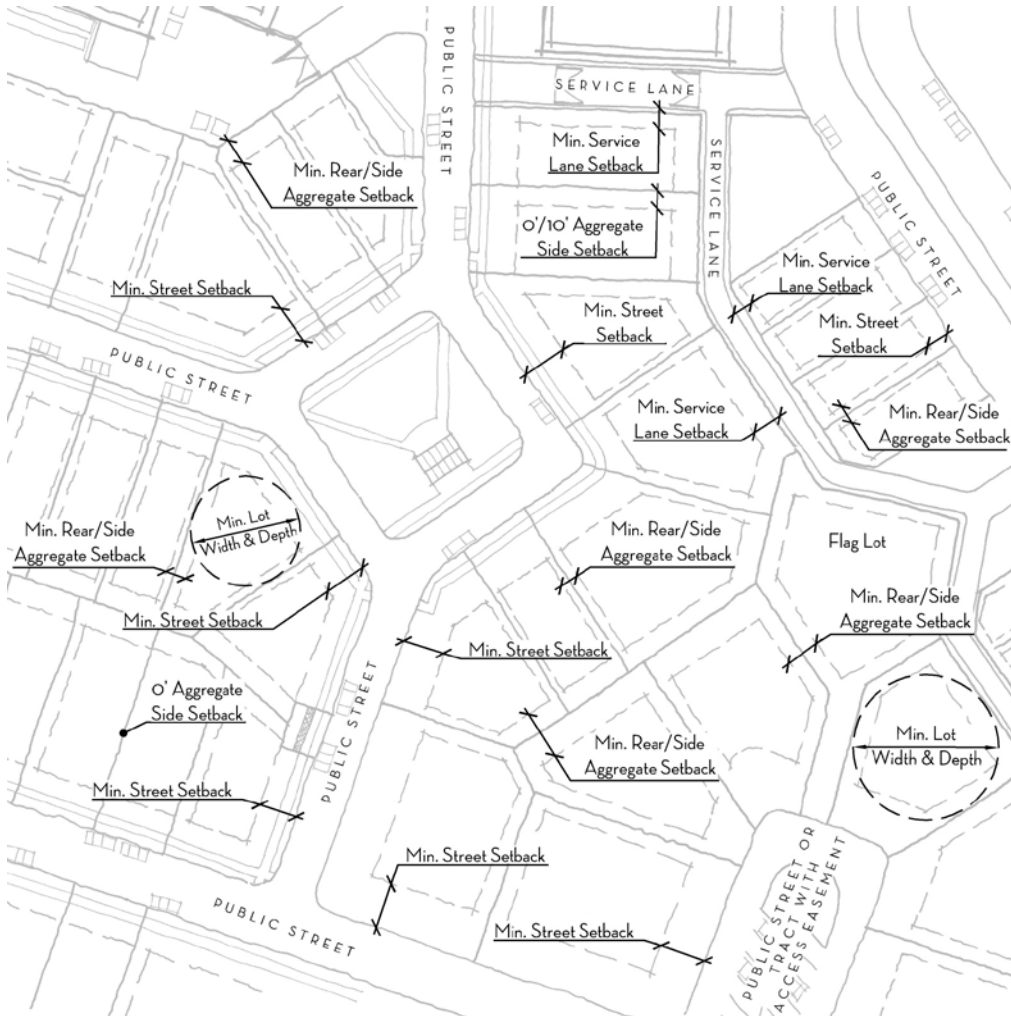 PUBLIC STREET
SERVICE LANE
Min. Service
Lane Setback
SERVICE LANE
Min. Rear/Side
Aggregate Setback
PUBLIC STREET
0'/10' Aggregate
Side Setback
Min. Service
Lane Setback
Min. Street Setback
Min. Street
Setback
Min. Street
Setback
PUBLIC STREET
Min. Service
Lane Setback
Min. Rear/Side
Aggregate Setback
Min. Lot
Width & Depth
Min. Rear/Side
Aggregate Setback
Min. Rear/Side
Aggregate Setback
Flag Lot
Min. Rear/Side
Aggregate Setback
Min. Street Setback
Min. Street Setback
0' Aggregate
Side Setback
PUBLIC STREET
Min. Rear/Side
Aggregate Setback
Min. Lot
Width & Depth
Min. Street Setback
Min. Street Setback
PUBLIC STREET
Min. Street Setback
PUBLIC STREET OR
TRACT WITH
ACCESS EASEMENT